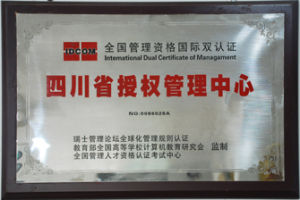 IDCOM
全国管理资格国际双认证
International Dual Certificate of Managament
四川省授权管理中心
瑞士管理论坛全球化管理规则认证
教育部全国高等学校计算机教育研究会 监制
全国管理人才资格认证考试中心